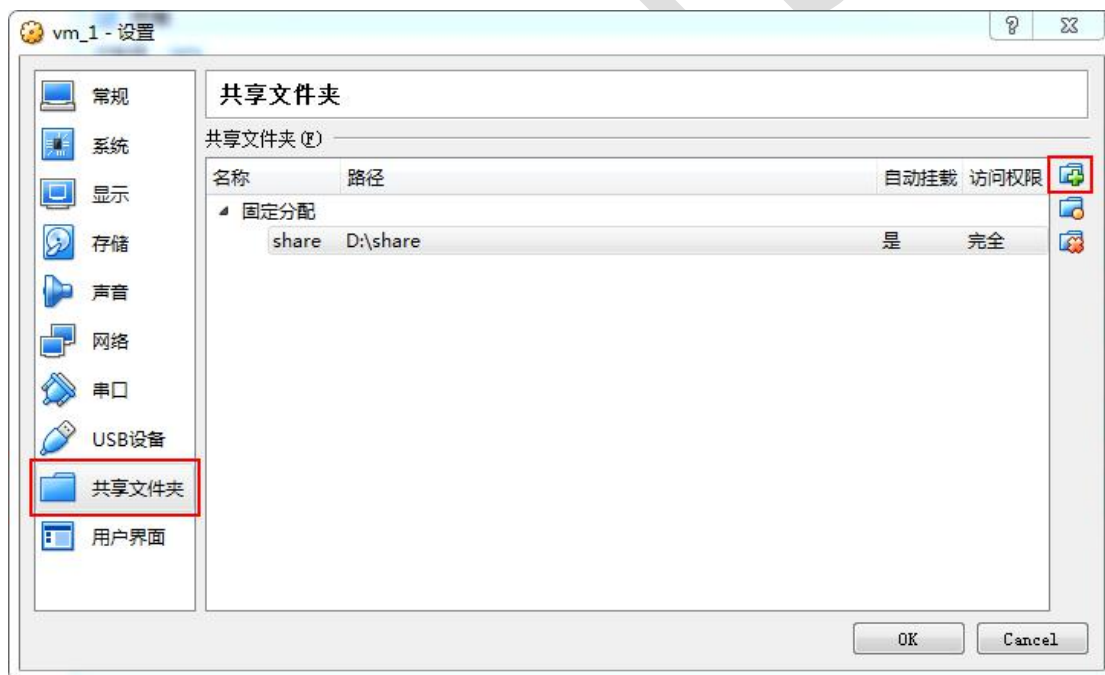 vm_1 - 设置
常规
系统
显示
存储
声音
网络
串口
USB设备
共享文件夹
用户界面
共享文件夹
共享文件夹(F)
名称 路径 自动挂载 访问权限
固定分配
share D:\share 是 完全
OK Cancel